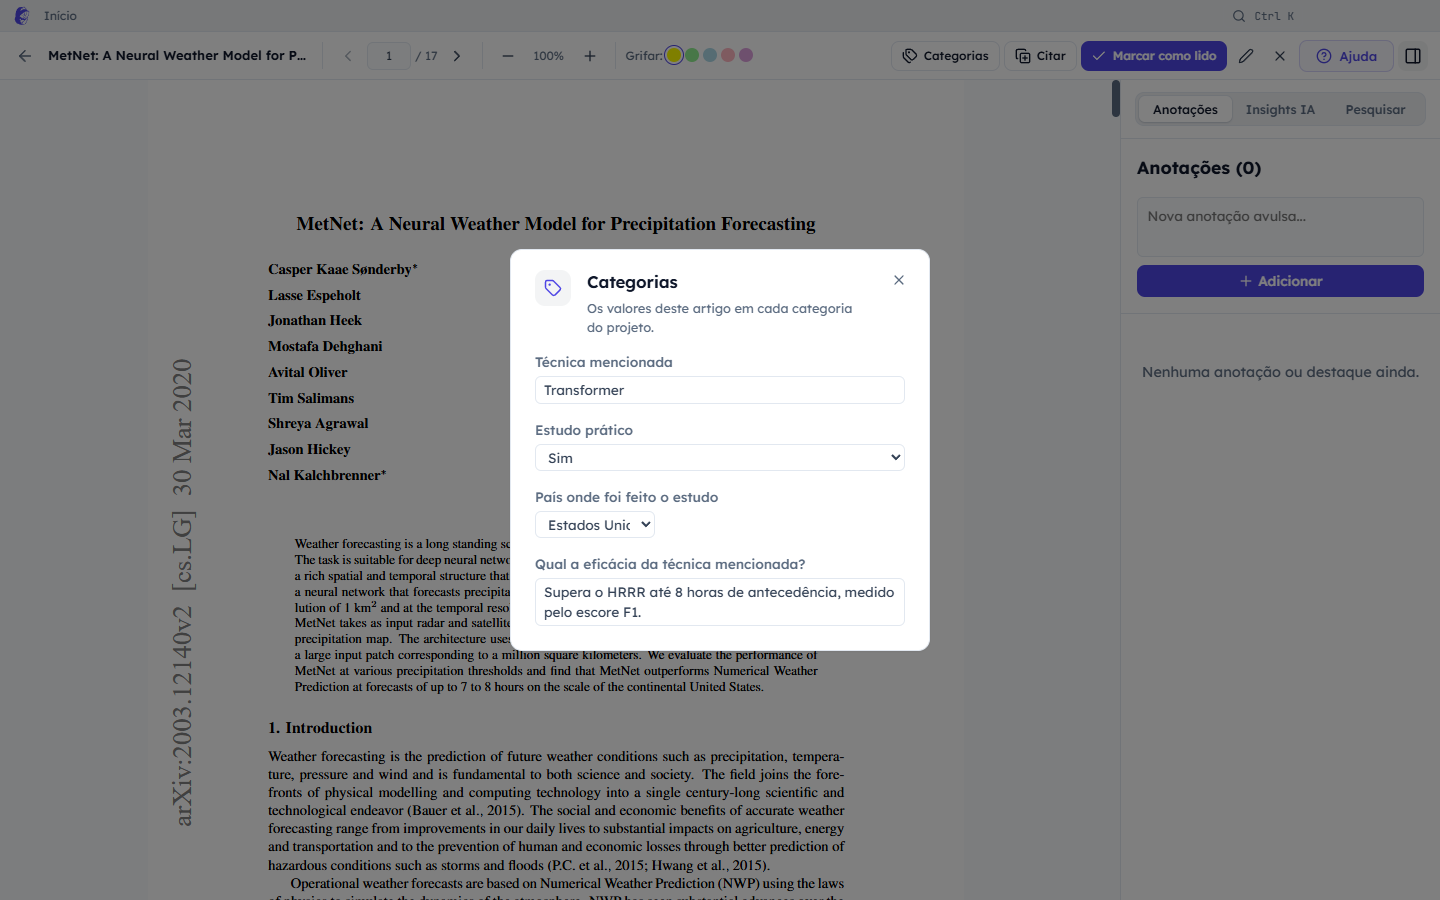 Início
Ctrl K
MetNet: A Neural Weather Model for P...
1 / 17
100%
Grifar:
Categorias
Citar
Marcar como lido
Ajuda
Anotações
Insights IA
Pesquisar
Anotações (0)
Nova anotação avulsa...
+ Adicionar
Nenhuma anotação ou destaque ainda.
arXiv:2003.12140v2 [cs.LG] 30 Mar 2020
MetNet: A Neural Weather Model for Precipitation Forecasting
Casper Kaae Sønderby*
Lasse Espeholt
Jonathan Heek
Mostafa Dehghani
Avital Oliver
Tim Salimans
Shreya Agrawal
Jason Hickey
Nal Kalchbrenner*
Weather forecasting is a long standing
The task is suitable for deep neural
a rich spatial and temporal structure that
a neural network that forecasts
lution of 1 km² and at the temporal
MetNet takes as input radar and
precipitation map. The architecture
a large input patch corresponding to a million square kilometers. We evaluate the performance of
MetNet at various precipitation thresholds and find that MetNet outperforms Numerical Weather
Prediction at forecasts of up to 7 to 8 hours on the scale of the continental United States.
1. Introduction
Weather forecasting is the prediction of future weather conditions such as precipitation, tempera-
ture, pressure and wind and is fundamental to both science and society. The field joins the fore-
fronts of physical modelling and computing technology into a single century-long scientific and
technological endeavor (Bauer et al., 2015). The social and economic benefits of accurate weather
forecasting range from improvements in our daily lives to substantial impacts on agriculture, energy
and transportation and to the prevention of human and economic losses through better prediction of
hazardous conditions such as storms and floods (P.C. et al., 2015; Hwang et al., 2015).
Operational weather forecasts are based on Numerical Weather Prediction (NWP) using the laws
Categorias
Os valores deste artigo em cada categoria
do projeto.
Técnica mencionada
Transformer
Estudo prático
Sim
País onde foi feito o estudo
Estados Unic
Qual a eficácia da técnica mencionada?
Supera o HRRR até 8 horas de antecedência, medido
pelo escore F1.